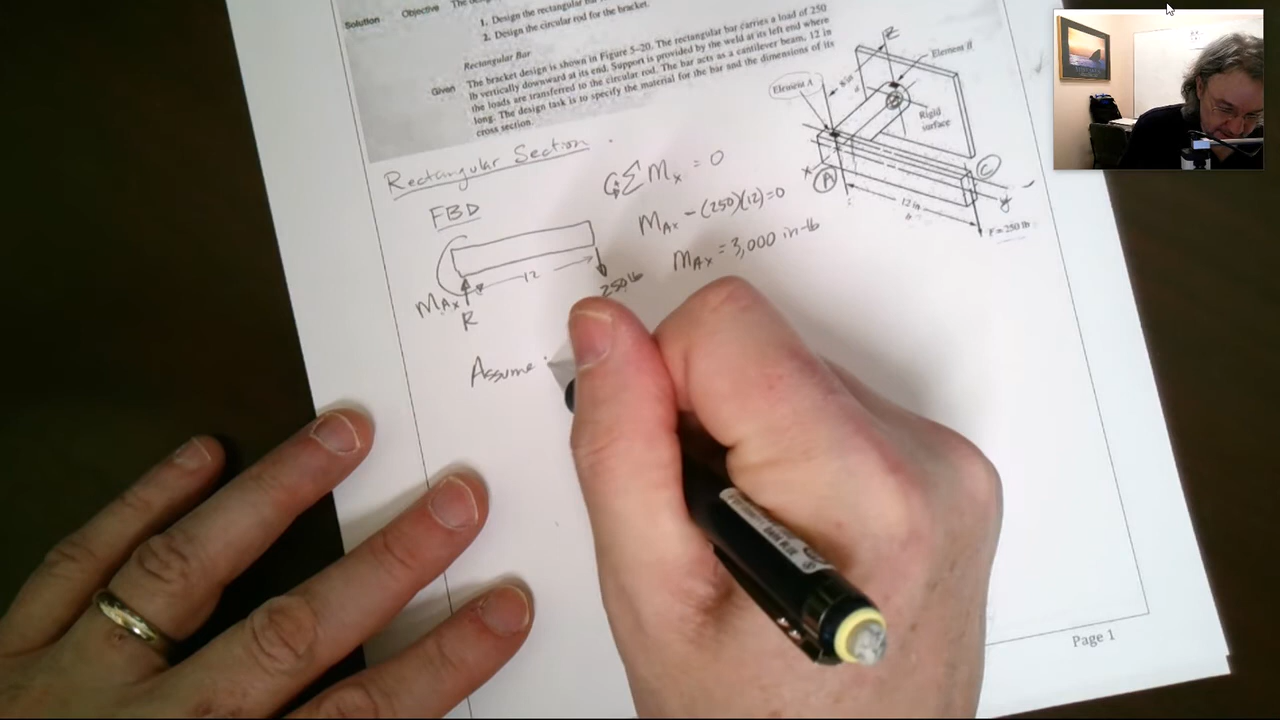 Solution Objective The
1. Design the rectangular bar
2. Design the circular rod for the bracket.
Rectangular Bar
Given The bracket design is shown in Figure 5–20. The rectangular bar carries a load of 250
lb vertically downward at its end. Support is provided by the weld at its left end where
the loads are transferred to the circular rod. The bar acts as a cantilever beam, 12 in
long. The design task is to specify the material for the bar and the dimensions of its
cross section.
Z
Element B
Element A
Rigid
surface
X
A
C
y
12 in
F = 250 lb
Rectangular Section
FBD
12
250 lb
MAx
R
∑Mx = 0
MAx - (250)(12) = 0
MAx = 3,000 in-lb
Assume
DARK BLUE
Page 1